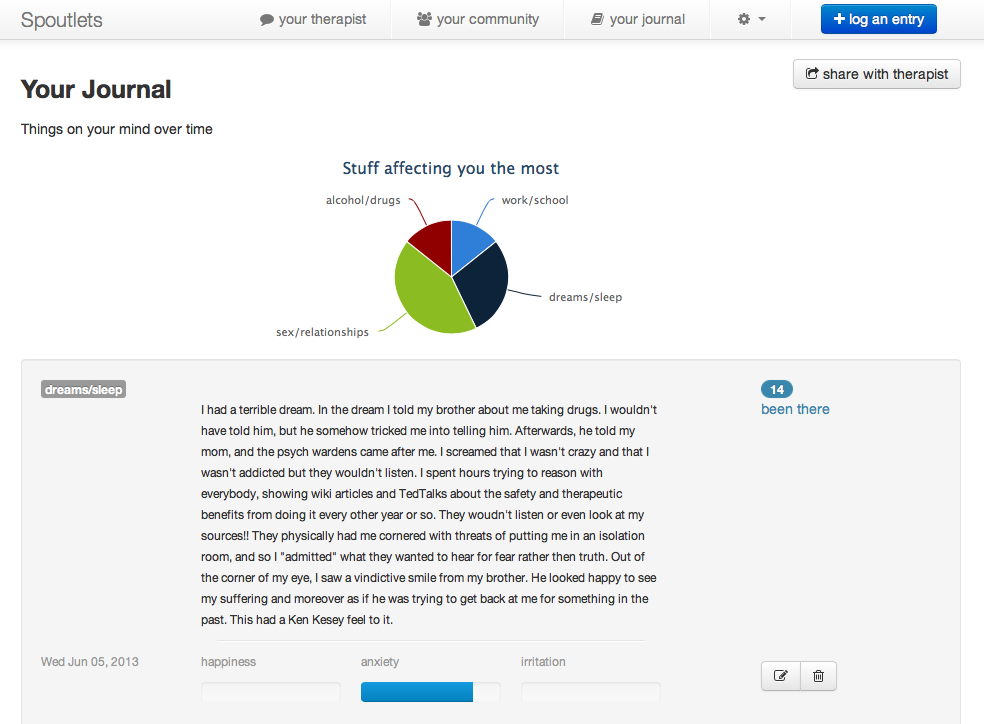 Spoutlets
your therapist
your community
your journal
log an entry
Your Journal
share with therapist
Things on your mind over time
Stuff affecting you the most
alcohol/drugs
work/school
dreams/sleep
sex/relationships
dreams/sleep
14
been there
I had a terrible dream. In the dream I told my brother about me taking drugs. I wouldn't
have told him, but he somehow tricked me into telling him. Afterwards, he told my
mom, and the psych wardens came after me. I screamed that I wasn't crazy and that I
wasn't addicted but they wouldn't listen. I spent hours trying to reason with
everybody, showing wiki articles and TedTalks about the safety and therapeutic
benefits from doing it every other year or so. They woudn't listen or even look at my
sources!! They physically had me cornered with threats of putting me in an isolation
room, and so I "admitted" what they wanted to hear for fear rather then truth. Out of
the corner of my eye, I saw a vindictive smile from my brother. He looked happy to see
my suffering and moreover as if he was trying to get back at me for something in the
past. This had a Ken Kesey feel to it.
Wed Jun 05, 2013
happiness
anxiety
irritation